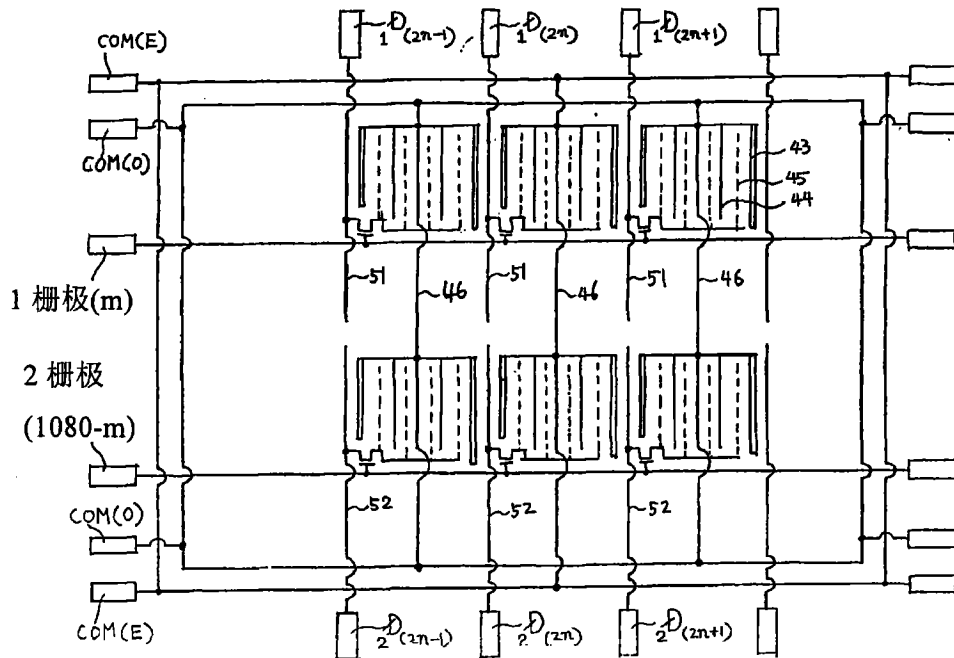 1D(2n-1) 1D(2n) 1D(2n+1)
COM(E)
COM(O)
43
45
44
1 栅极(m)
51 46 51 46 51 46
2 栅极
(1080-m)
52 52 52
COM(O)
COM(E)
2D(2n-1) 2D(2n) 2D(2n+1)